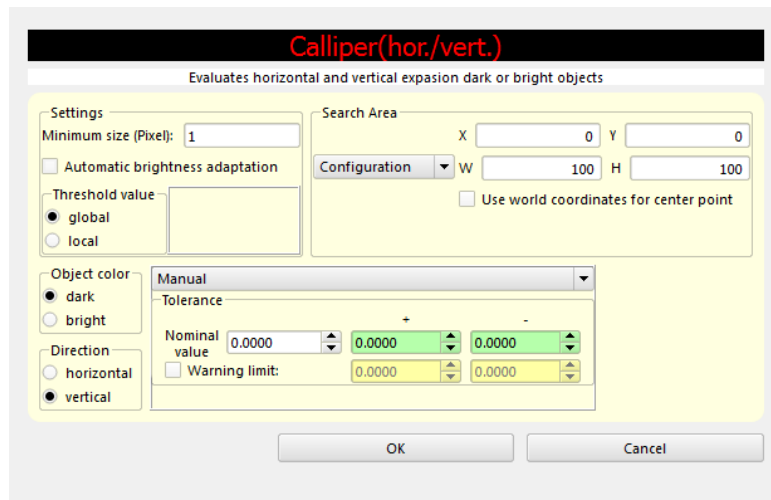 Calliper(hor./vert.)
Evaluates horizontal and vertical expasion dark or bright objects
Settings
Minimum size (Pixel): 1
Automatic brightness adaptation
Threshold value
global
local
Search Area
X 0 Y 0
Configuration W 100 H 100
Use world coordinates for center point
Object color
dark
bright
Direction
horizontal
vertical
Manual
Tolerance
+ -
Nominal
value 0.0000 0.0000 0.0000
Warning limit: 0.0000 0.0000
OK Cancel